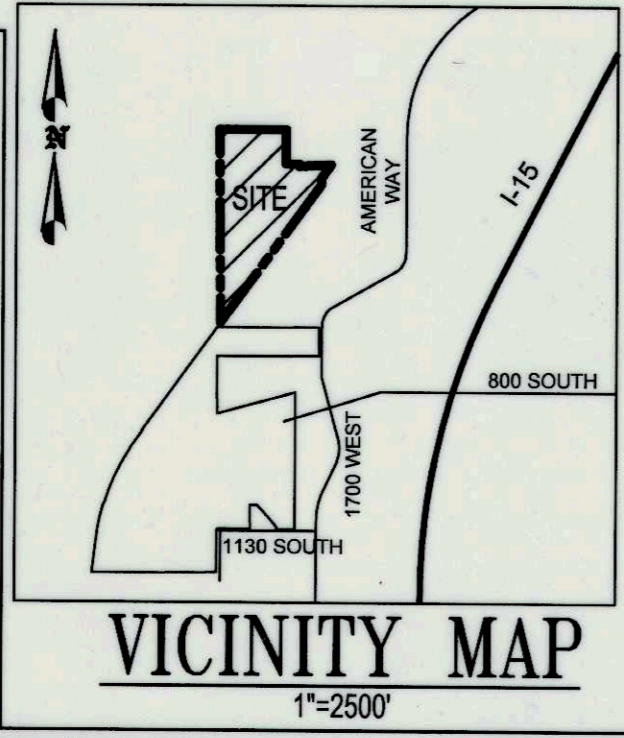 N
SITE
AMERICAN
WAY
I-15
800 SOUTH
1700 WEST
1130 SOUTH
VICINITY MAP
1"=2500'